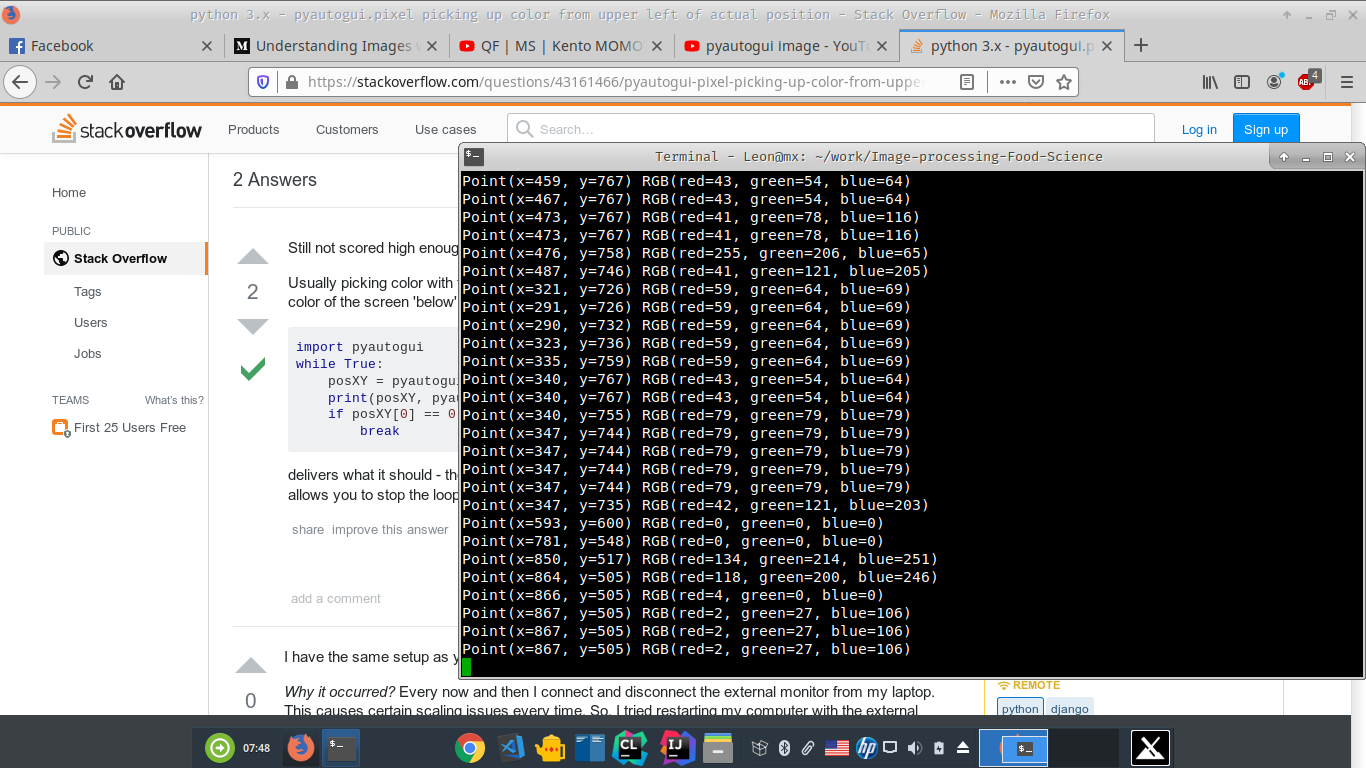 python 3.x - pyautogui.pixel picking up color from upper left of actual position - Stack Overflow - Mozilla Firefox
Facebook
Understanding Images
QF | MS | Kento MOMO
pyautogui image - YouTu
python 3.x - pyautogui.p
https://stackoverflow.com/questions/43161466/pyautogui-pixel-picking-up-color-from-uppe
ABP
4
stackoverflow
Products
Customers
Use cases
Search...
Log in
Sign up
Home
PUBLIC
Stack Overflow
Tags
Users
Jobs
TEAMS
What's this?
First 25 Users Free
2 Answers
2
Still not scored high enoug
Usually picking color with
color of the screen 'below'
import pyautogui
while True:
posXY = pyautogu
print(posXY, pya
if posXY[0] == 0
break
delivers what it should - th
allows you to stop the loop
share improve this answer
add a comment
0
I have the same setup as y
Why it occurred? Every now and then I connect and disconnect the external monitor from my laptop.
This causes certain scaling issues every time. So, I tried restarting my computer with the external
REMOTE
python django
Terminal - Leon@mx: ~/work/Image-processing-Food-Science
Point(x=459, y=767) RGB(red=43, green=54, blue=64)
Point(x=467, y=767) RGB(red=43, green=54, blue=64)
Point(x=473, y=767) RGB(red=41, green=78, blue=116)
Point(x=473, y=767) RGB(red=41, green=78, blue=116)
Point(x=476, y=758) RGB(red=255, green=206, blue=65)
Point(x=487, y=746) RGB(red=41, green=121, blue=205)
Point(x=321, y=726) RGB(red=59, green=64, blue=69)
Point(x=291, y=726) RGB(red=59, green=64, blue=69)
Point(x=290, y=732) RGB(red=59, green=64, blue=69)
Point(x=323, y=736) RGB(red=59, green=64, blue=69)
Point(x=335, y=759) RGB(red=59, green=64, blue=69)
Point(x=340, y=767) RGB(red=43, green=54, blue=64)
Point(x=340, y=767) RGB(red=43, green=54, blue=64)
Point(x=340, y=755) RGB(red=79, green=79, blue=79)
Point(x=347, y=744) RGB(red=79, green=79, blue=79)
Point(x=347, y=744) RGB(red=79, green=79, blue=79)
Point(x=347, y=744) RGB(red=79, green=79, blue=79)
Point(x=347, y=744) RGB(red=79, green=79, blue=79)
Point(x=347, y=735) RGB(red=42, green=121, blue=203)
Point(x=593, y=600) RGB(red=0, green=0, blue=0)
Point(x=781, y=548) RGB(red=0, green=0, blue=0)
Point(x=850, y=517) RGB(red=134, green=214, blue=251)
Point(x=864, y=505) RGB(red=118, green=200, blue=246)
Point(x=866, y=505) RGB(red=4, green=0, blue=0)
Point(x=867, y=505) RGB(red=2, green=27, blue=106)
Point(x=867, y=505) RGB(red=2, green=27, blue=106)
Point(x=867, y=505) RGB(red=2, green=27, blue=106)
07:48
CL
IJ
hp
X